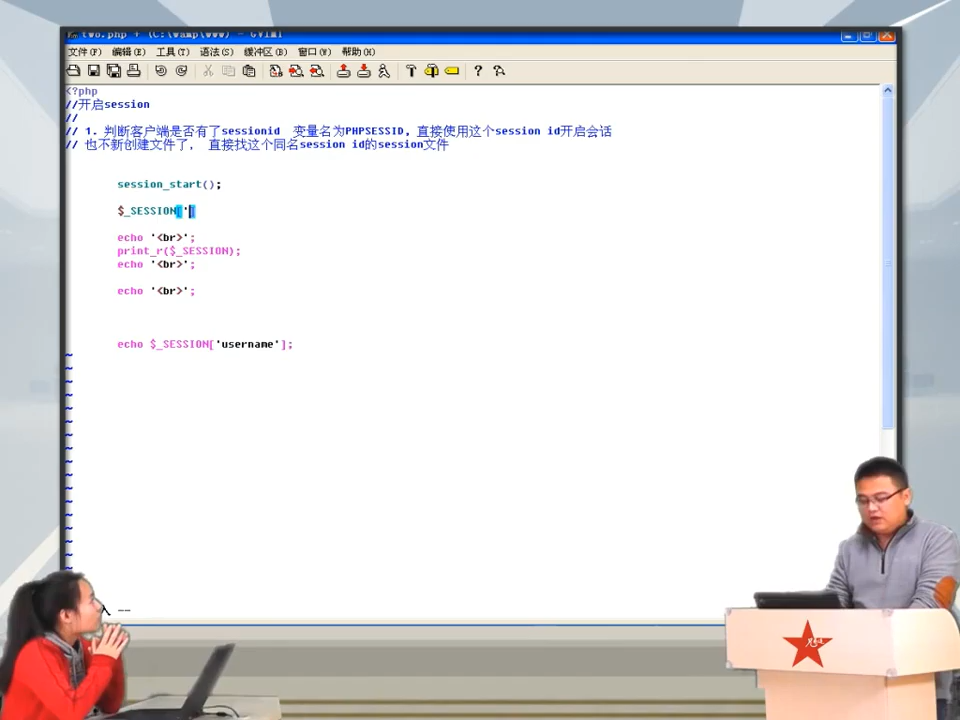 two.php + (C:\wamp\www) - GVIM1
文件(F) 编辑(E) 工具(T) 语法(S) 缓冲区(B) 窗口(W) 帮助(H)
<?php
//开启session
//
// 1. 判断客户端是否有了sessionid 变量名为PHPSESSID, 直接使用这个session id开启会话
// 也不新创建文件了, 直接找这个同名session id的session文件
session_start();
$_SESSION[']
echo '<br>';
print_r($_SESSION);
echo '<br>';
echo '<br>';
echo $_SESSION['username'];
入 --